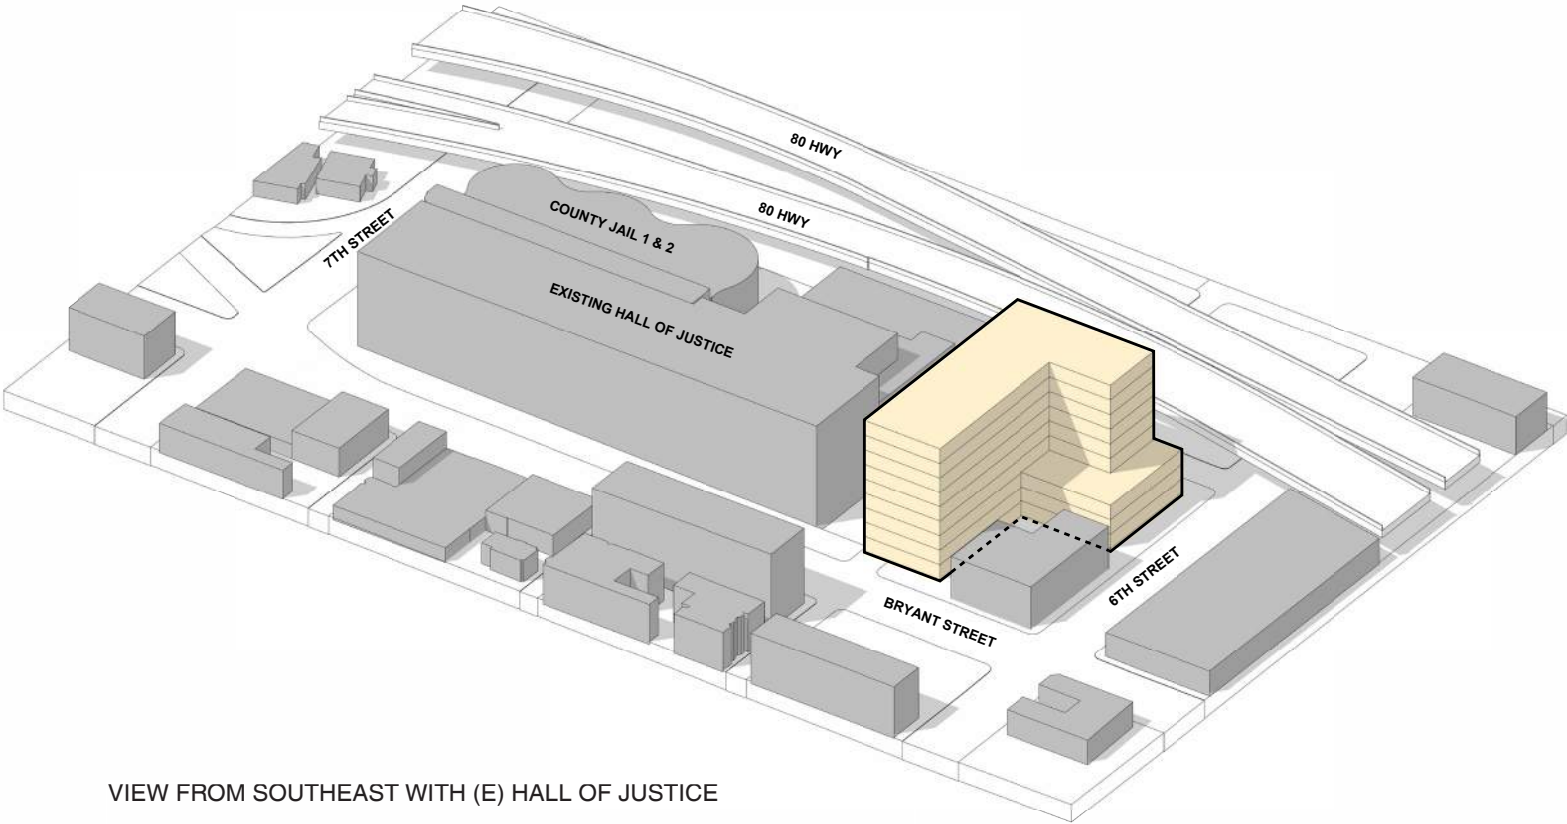 80 HWY
80 HWY
COUNTY JAIL 1 & 2
7TH STREET
EXISTING HALL OF JUSTICE
6TH STREET
BRYANT STREET
VIEW FROM SOUTHEAST WITH (E) HALL OF JUSTICE